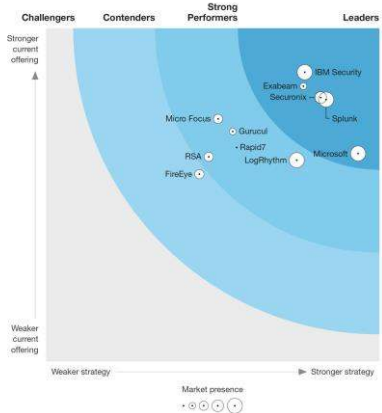 Strong
Challengers Contenders Performers Leaders
Stronger
current
offering
IBM Security
Exabeam
Securonix
Splunk
Micro Focus
Gurucul
Rapid7
Microsoft
RSA
LogRhythm
FireEye
Weaker
current
offering
Weaker strategy Stronger strategy
Market presence